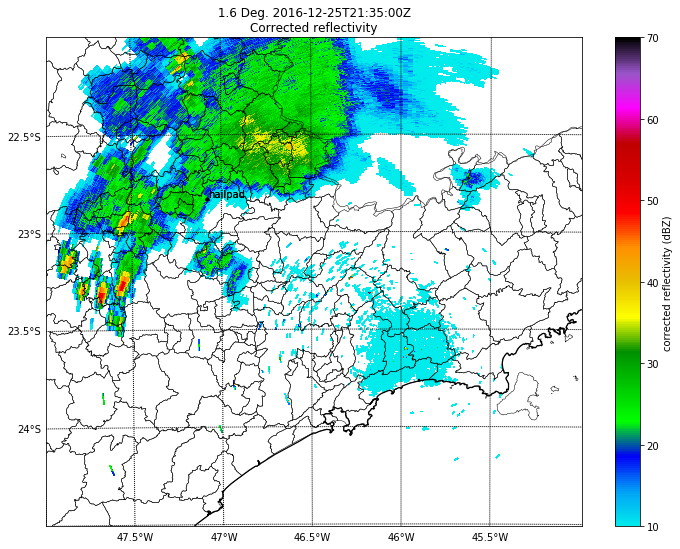 1.6 Deg. 2016-12-25T21:35:00Z
Corrected reflectivity
22.5°S
23°S
23.5°S
24°S
hailpad
47.5°W
47°W
46.5°W
46°W
45.5°W
70
60
50
40
30
20
10
corrected reflectivity (dBZ)